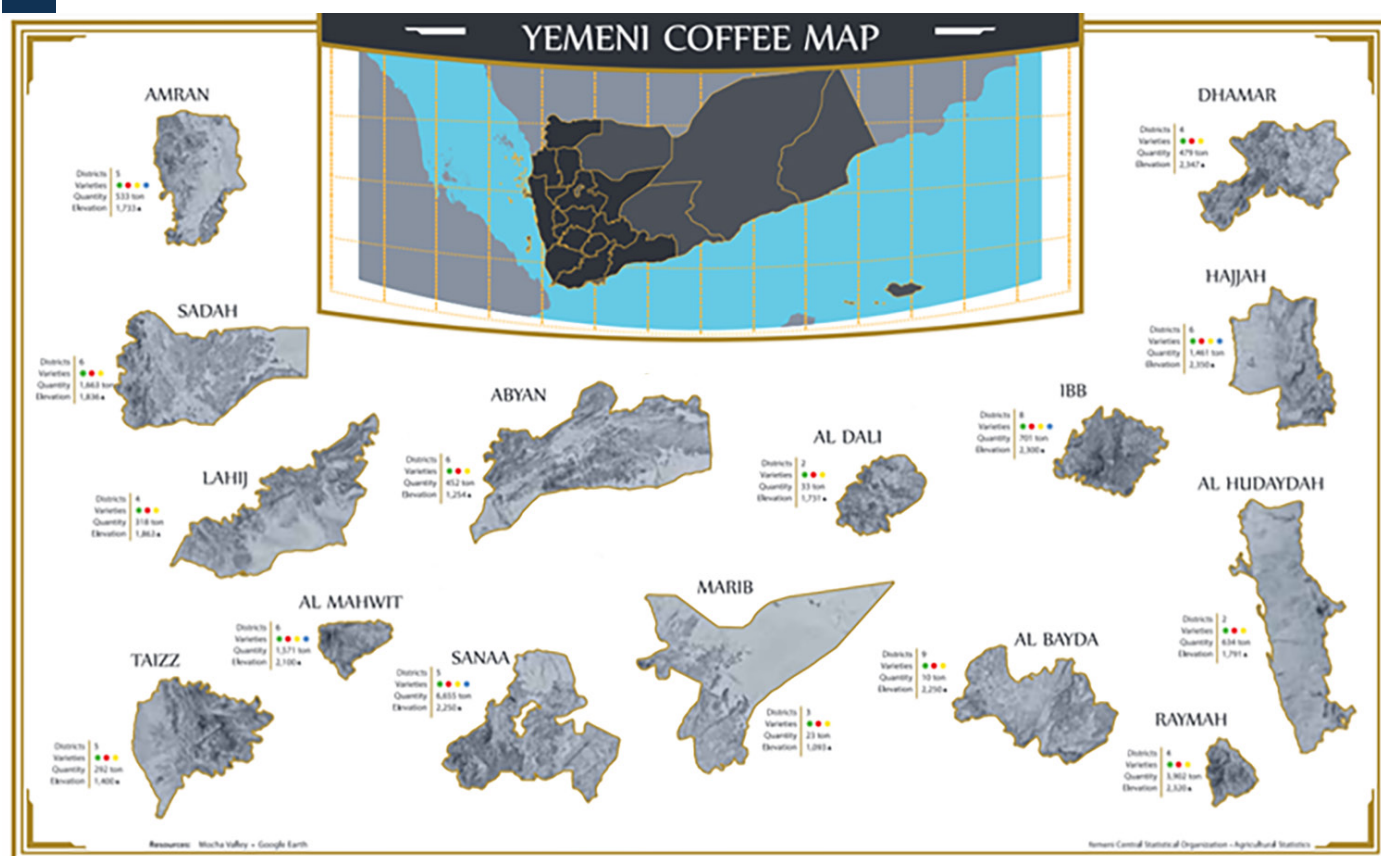 YEMENI COFFEE MAP
AMRAN
Districts 5
Varieties
Quantity 533 ton
Elevation 1,733
DHAMAR
Districts 4
Varieties
Quantity 479 ton
Elevation 2,347
SADAH
Districts 6
Varieties
Quantity 1,663 ton
Elevation 1,836
HAJJAH
Districts 6
Varieties
Quantity 1,461 ton
Elevation 2,350
ABYAN
Districts 6
Varieties
Quantity 452 ton
Elevation 1,254
IBB
Districts 8
Varieties
Quantity 701 ton
Elevation 2,300
AL DALI
Districts 2
Varieties
Quantity 33 ton
Elevation 1,731
LAHIJ
Districts 4
Varieties
Quantity 318 ton
Elevation 1,863
AL HUDAYDAH
Districts 2
Varieties
Quantity 634 ton
Elevation 1,791
AL MAHWIT
Districts 6
Varieties
Quantity 1,571 ton
Elevation 2,100
MARIB
Districts 3
Varieties
Quantity 23 ton
Elevation 1,093
SANAA
Districts 5
Varieties
Quantity 6,655 ton
Elevation 2,250
AL BAYDA
Districts 9
Varieties
Quantity 10 ton
Elevation 2,250
TAIZZ
Districts 5
Varieties
Quantity 292 ton
Elevation 1,400
RAYMAH
Districts 4
Varieties
Quantity 3,902 ton
Elevation 2,320
Resources: Mocha Valley + Google Earth
Yemeni Central Statistical Organization - Agricultural Statistics